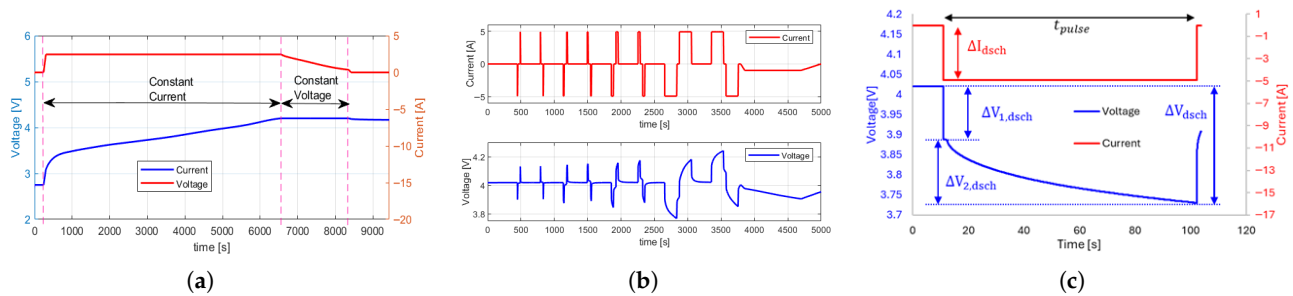 6
5
4
3
2
Voltage [V]
5
0
−5
−10
−15
−20
Current [A]
Constant
Current
Constant
Voltage
Current
Voltage
0 1000 2000 3000 4000 5000 6000 7000 8000 9000
time [s]
(a)
5
0
-5
Current [A]
Current
0 500 1000 1500 2000 2500 3000 3500 4000 4500 5000
time [s]
4.2
4
3.8
Voltage [V]
Voltage
0 500 1000 1500 2000 2500 3000 3500 4000 4500 5000
time [s]
(b)
4.2
4.15
4.1
4.05
4
3.95
3.9
3.85
3.8
3.75
3.7
Voltage[V]
1
−1
−3
−5
−7
−9
−11
−13
−15
−17
Current [A]
tpulse
ΔIdsch
ΔV1,dsch
ΔVdsch
ΔV2,dsch
Voltage
Current
0 20 40 60 80 100 120
Time [s]
(c)